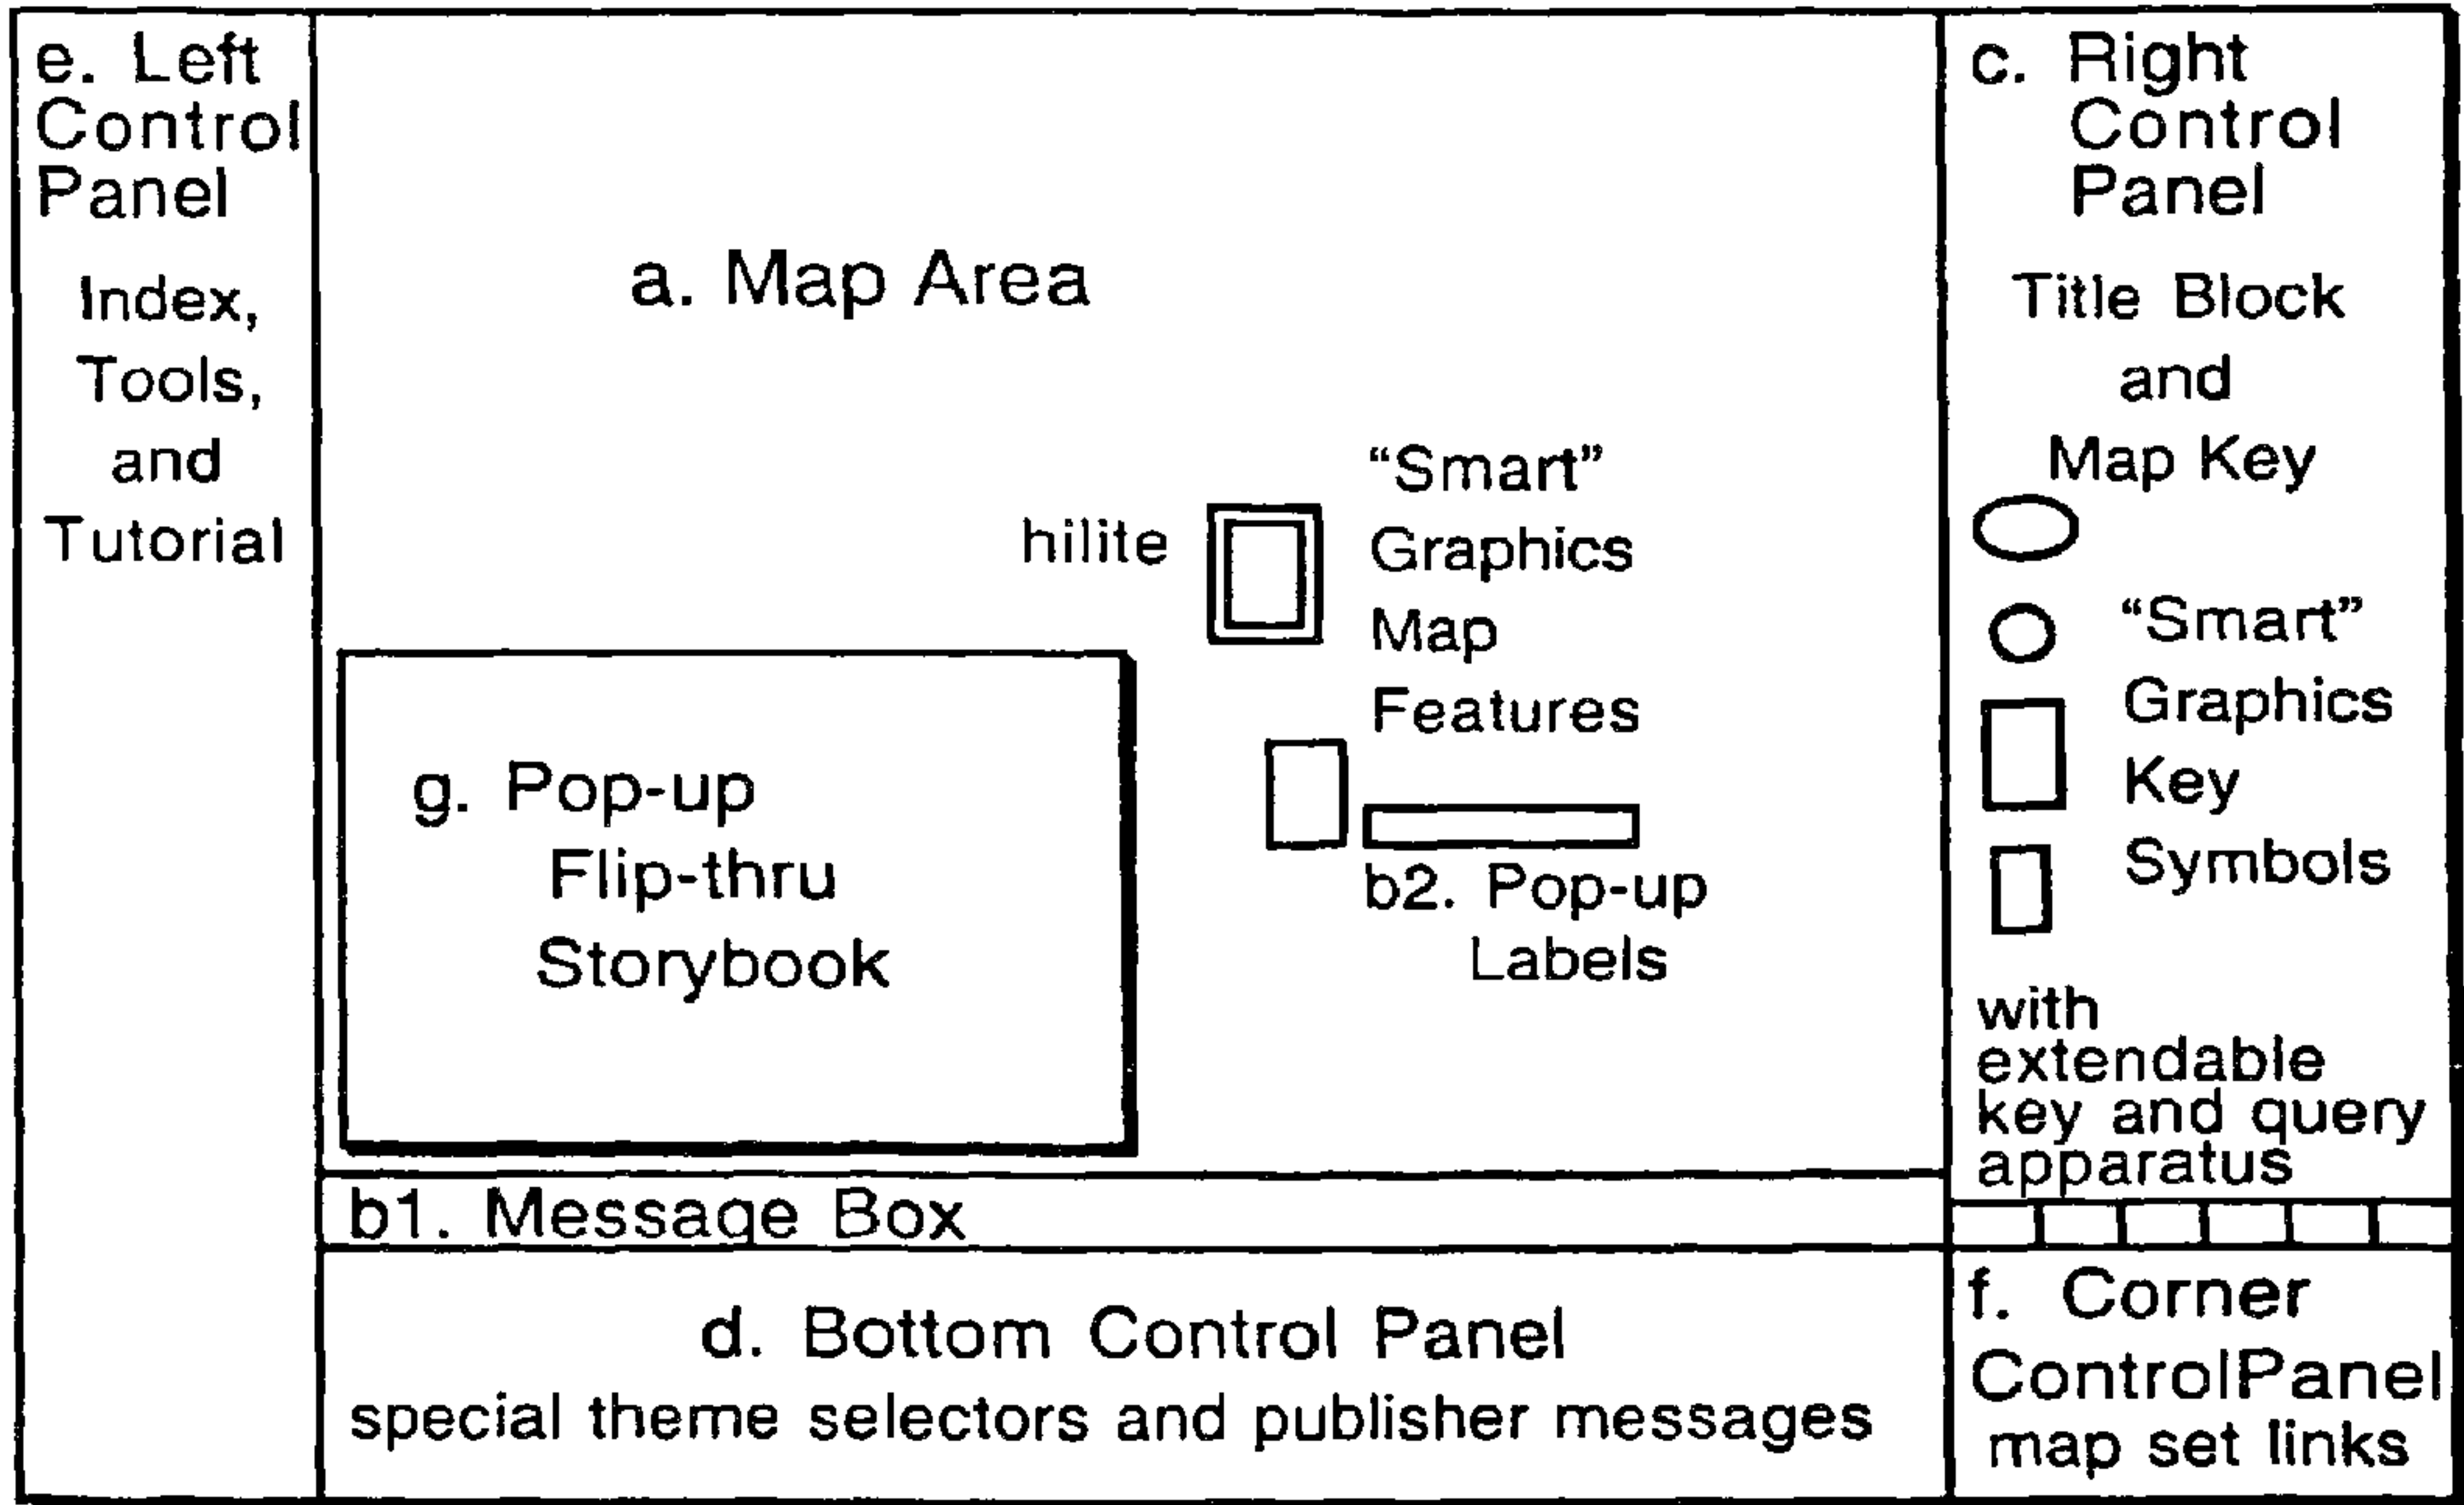 e. Left
Control
Panel
Index,
Tools,
and
Tutorial
a. Map Area
hilite
“Smart”
Graphics
Map
Features
b2. Pop-up
Labels
g. Pop-up
Flip-thru
Storybook
b1. Message Box
d. Bottom Control Panel
special theme selectors and publisher messages
c. Right
Control
Panel
Title Block
and
Map Key
“Smart”
Graphics
Key
Symbols
with
extendable
key and query
apparatus
f. Corner
ControlPanel
map set links